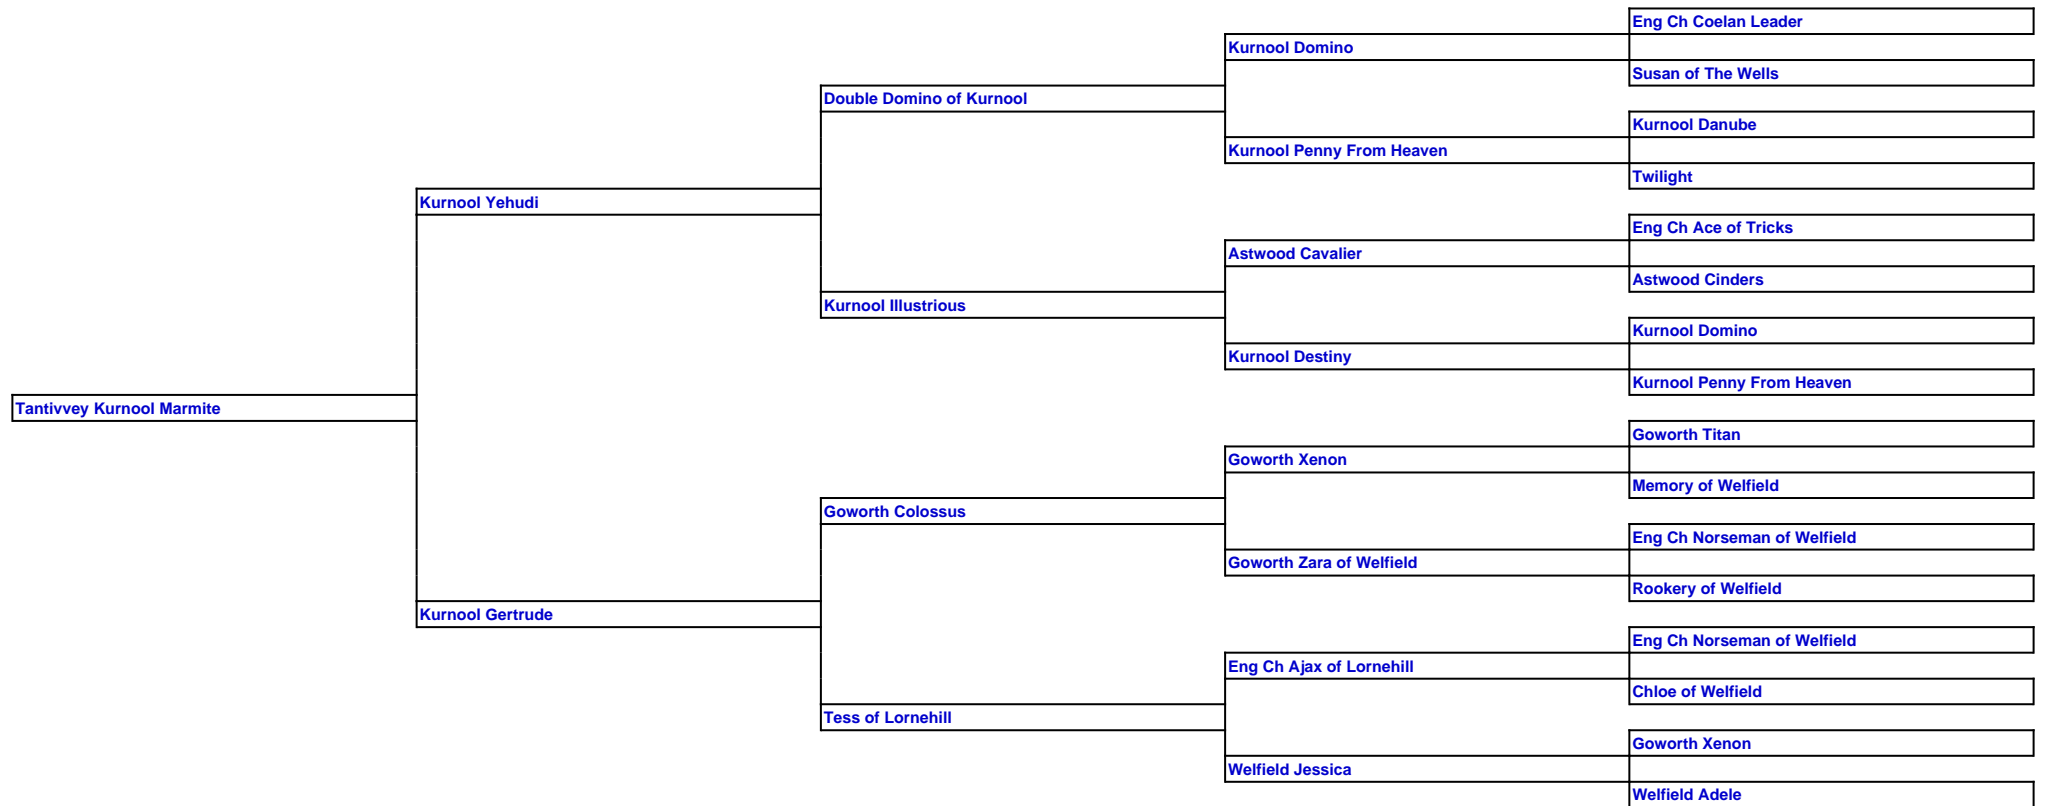 Eng Ch Coelan Leader
Kurnool Domino
Susan of The Wells
Double Domino of Kurnool
Kurnool Danube
Kurnool Penny From Heaven
Twilight
Kurnool Yehudi
Eng Ch Ace of Tricks
Astwood Cavalier
Astwood Cinders
Kurnool Illustrious
Kurnool Domino
Kurnool Destiny
Kurnool Penny From Heaven
Tantivvey Kurnool Marmite
Goworth Titan
Goworth Xenon
Memory of Welfield
Goworth Colossus
Eng Ch Norseman of Welfield
Goworth Zara of Welfield
Rookery of Welfield
Kurnool Gertrude
Eng Ch Norseman of Welfield
Eng Ch Ajax of Lornehill
Chloe of Welfield
Tess of Lornehill
Goworth Xenon
Welfield Jessica
Welfield Adele